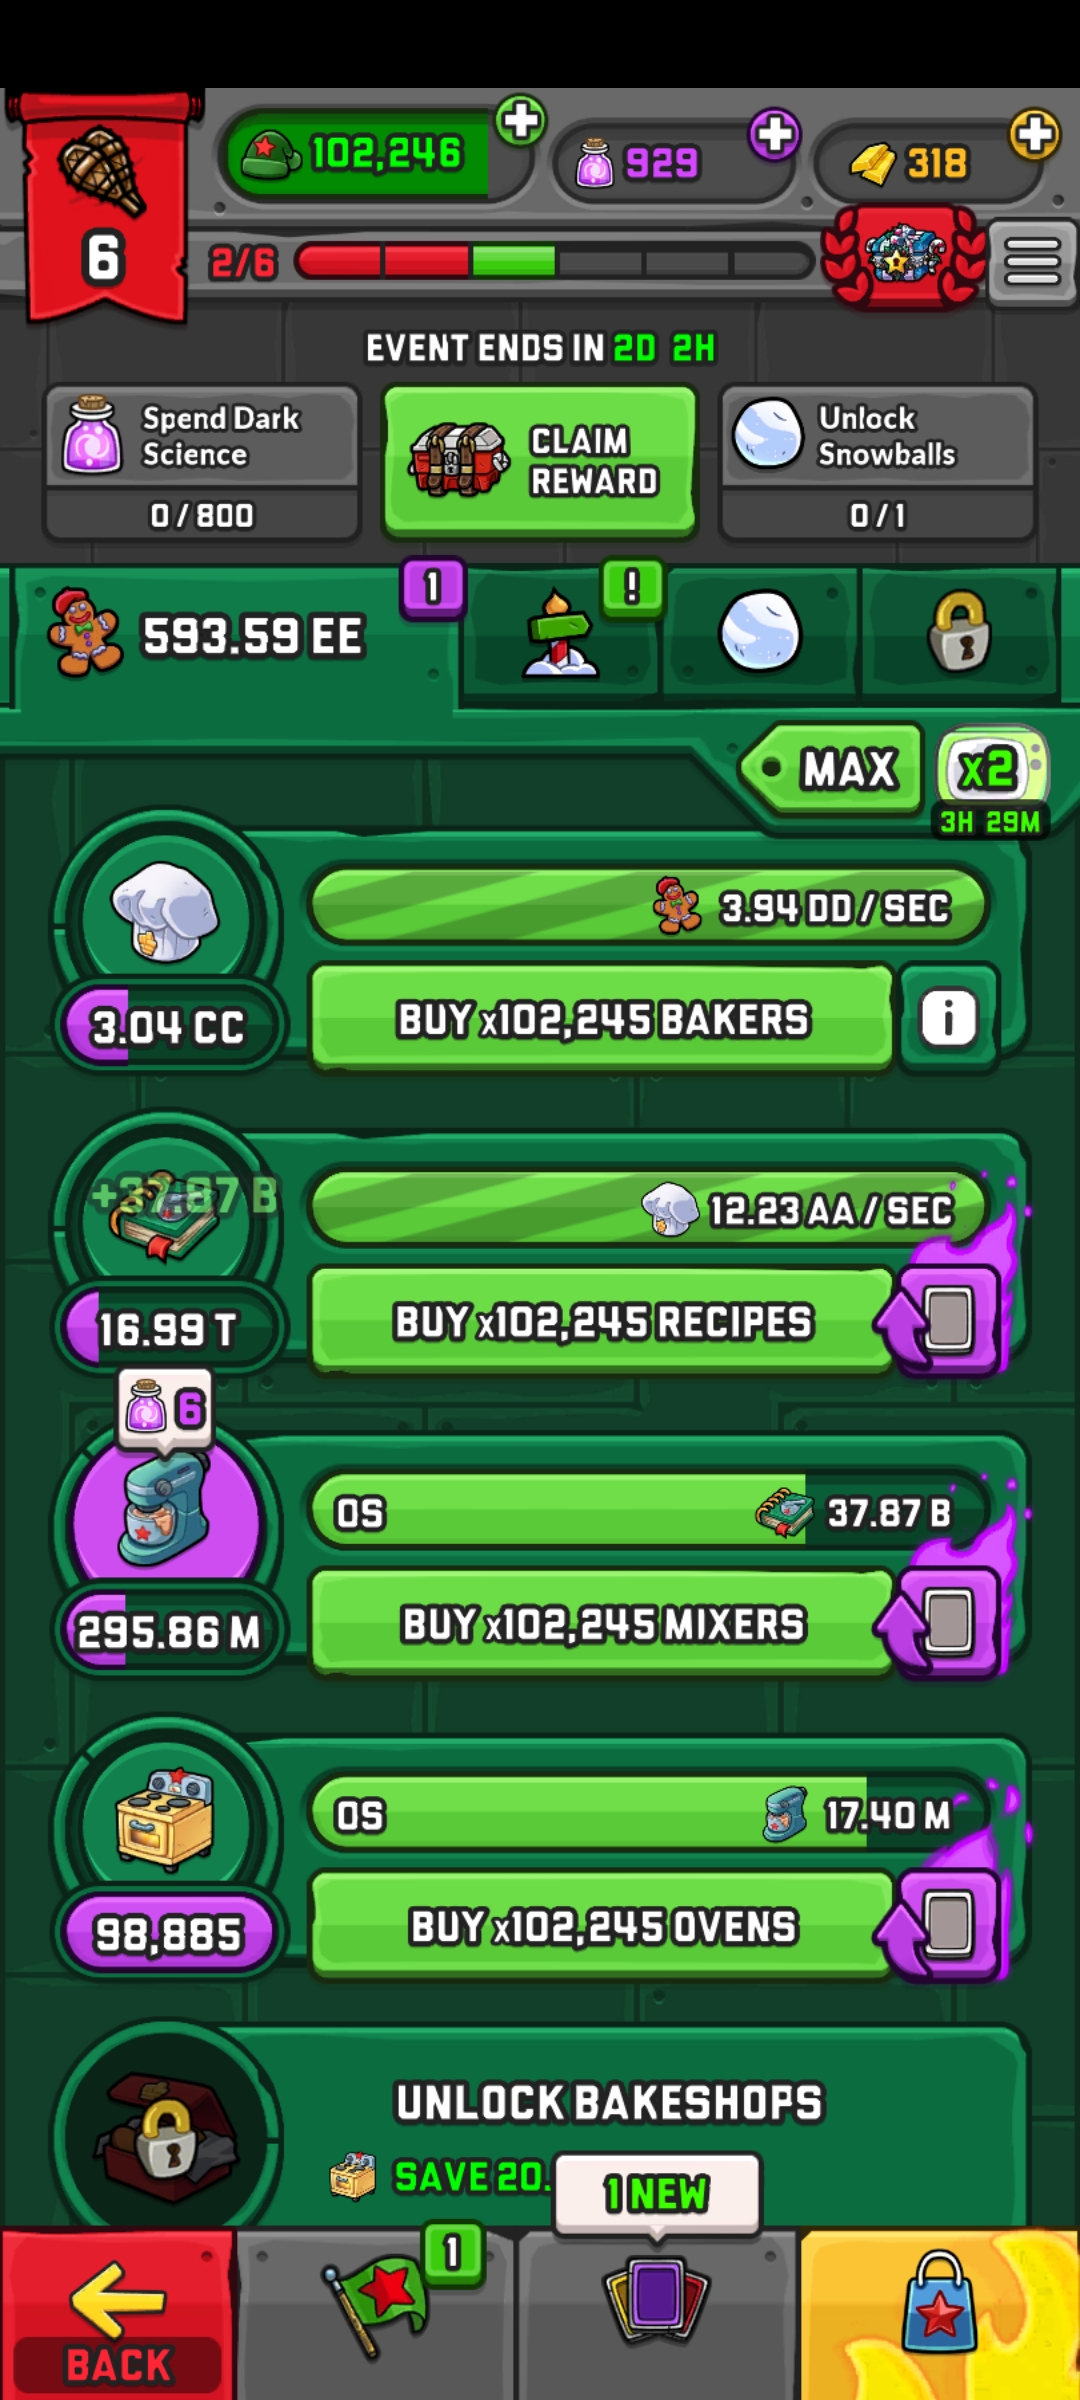 102,246
929
318
6
2/6
EVENT ENDS IN 2D 2H
Spend Dark
Science
0 / 800
CLAIM
REWARD
Unlock
Snowballs
0 / 1
593.59 EE
1
!
MAX
x2
3H 29M
3.94 DD / SEC
3.04 CC
BUY x102,245 BAKERS
i
+37.87 B
12.23 AA / SEC
16.99 T
BUY x102,245 RECIPES
6
0S
37.87 B
295.86 M
BUY x102,245 MIXERS
0S
17.40 M
98,885
BUY x102,245 OVENS
UNLOCK BAKESHOPS
SAVE 20.
1 NEW
1
BACK